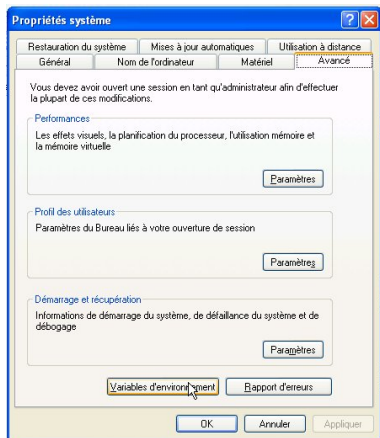 Propriétés système
Restauration du système Mises à jour automatiques Utilisation à distance
Général Nom de l'ordinateur Matériel Avancé
Vous devez avoir ouvert une session en tant qu'administrateur afin d'effectuer
la plupart de ces modifications.
Performances
Les effets visuels, la planification du processeur, l'utilisation mémoire et
la mémoire virtuelle
Paramètres
Profil des utilisateurs
Paramètres du Bureau liés à votre ouverture de session
Paramètres
Démarrage et récupération
Informations de démarrage du système, de défaillance du système et de
débogage
Paramètres
Variables d'environnement Rapport d'erreurs
OK Annuler Appliquer